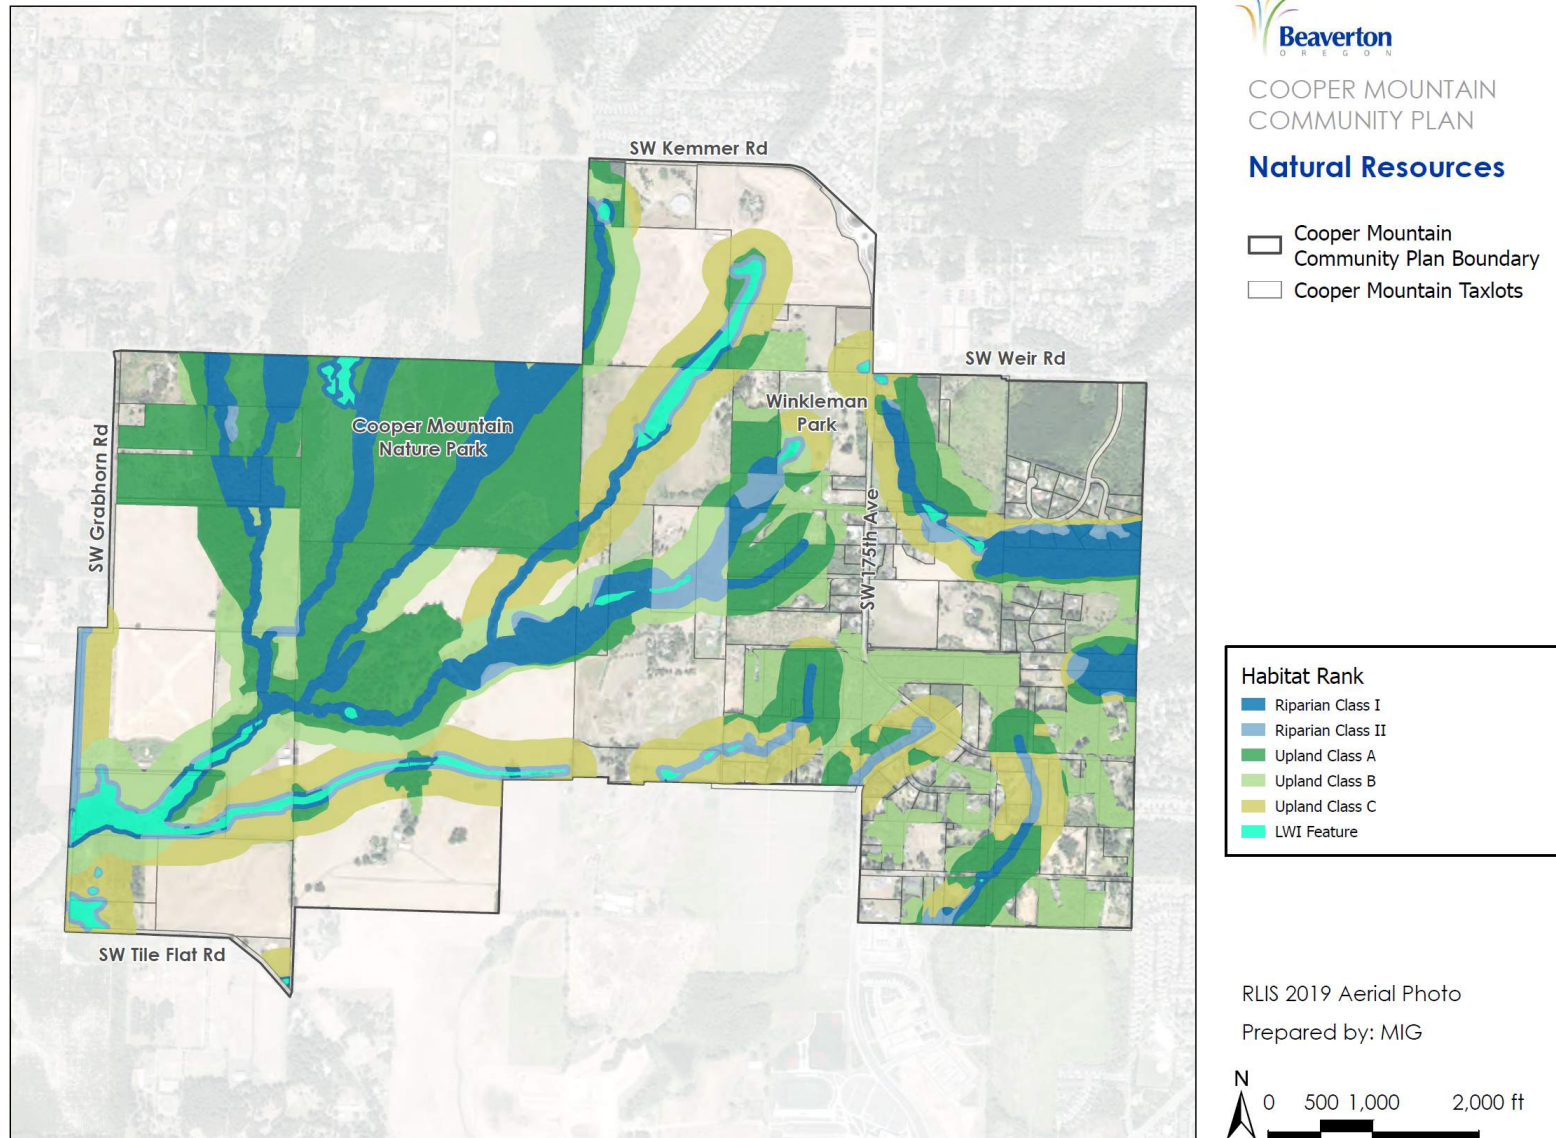 Beaverton
OREGON
COOPER MOUNTAIN
COMMUNITY PLAN
Natural Resources
Cooper Mountain
Community Plan Boundary
Cooper Mountain Taxlots
SW Kemmer Rd
SW Weir Rd
Winkleman
Park
Cooper Mountain
Nature Park
SW Grabhorn Rd
SW 175th Ave
SW Tile Flat Rd
Habitat Rank
Riparian Class I
Riparian Class II
Upland Class A
Upland Class B
Upland Class C
LWI Feature
RLIS 2019 Aerial Photo
Prepared by: MIG
N
0 500 1,000 2,000 ft